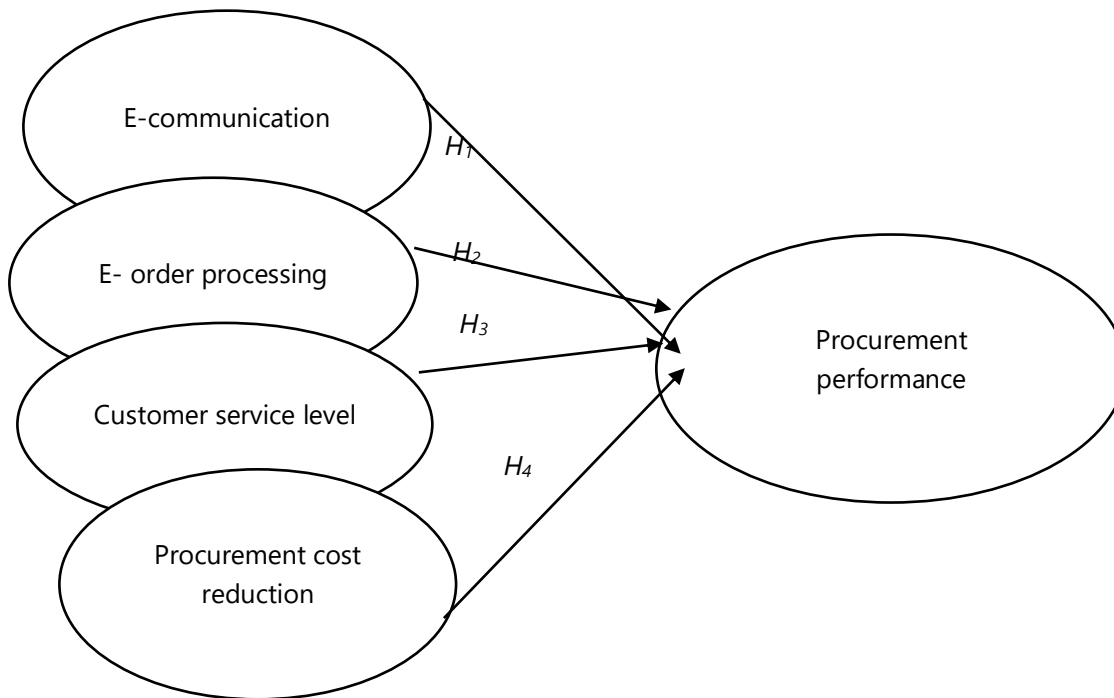 E-communication
H₁
H₂
E- order processing
H₃
Procurement
performance
Customer service level
H₄
Procurement cost
reduction